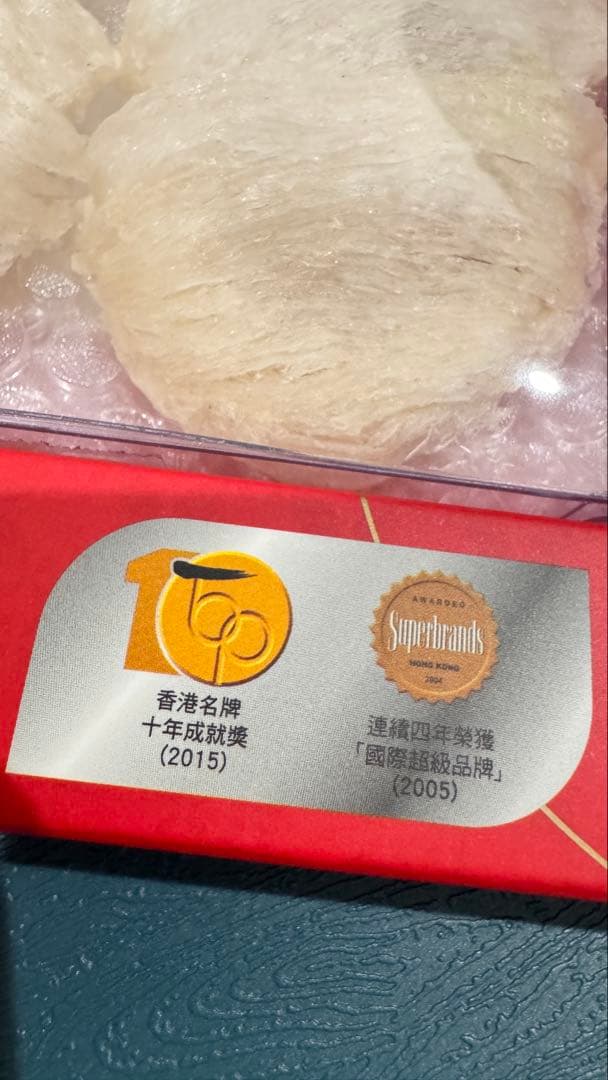 香港名牌
十年成就獎
(2015)
AWARDED
Superbrands
HONG KONG
2004
連續四年榮獲
「國際超級品牌」
(2005)